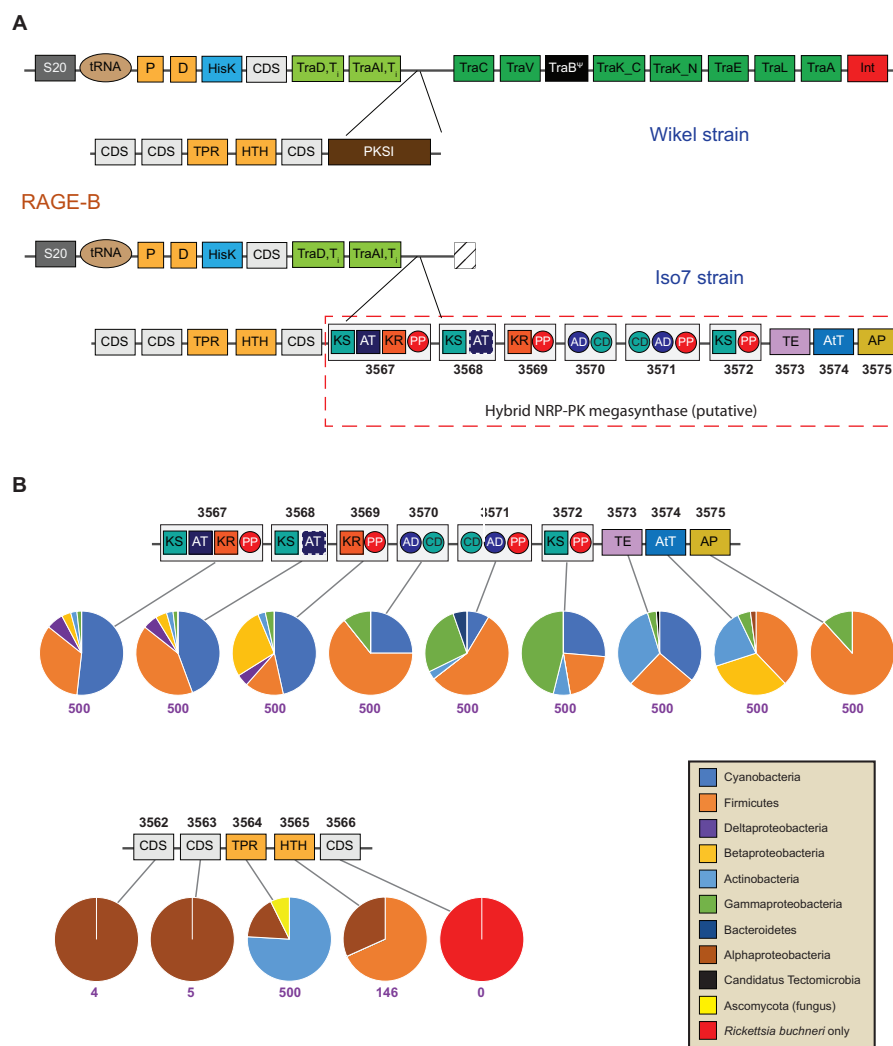 A
S20 tRNA P D HisK CDS TraD,Ti TraAI,Ti TraC TraV TraBΨ TraK_C TraK_N TraE TraL TraA Int
Wikel strain
CDS CDS TPR HTH CDS PKSI
RAGE-B
S20 tRNA P D HisK CDS TraD,Ti TraAI,Ti
Iso7 strain
CDS CDS TPR HTH CDS KS AT KR PP KS AT KR PP AD CD CD AD PP KS PP TE AtT AP
3567 3568 3569 3570 3571 3572 3573 3574 3575
Hybrid NRP-PK megasynthase (putative)
B
3567 3568 3569 3570 3571 3572 3573 3574 3575
KS AT KR PP KS AT KR PP AD CD CD AD PP KS PP TE AtT AP
500 500 500 500 500 500 500 500 500
3562 3563 3564 3565 3566
CDS CDS TPR HTH CDS
4 5 500 146 0
Cyanobacteria
Firmicutes
Deltaproteobacteria
Betaproteobacteria
Actinobacteria
Gammaproteobacteria
Bacteroidetes
Alphaproteobacteria
Candidatus Tectomicrobia
Ascomycota (fungus)
Rickettsia buchneri only